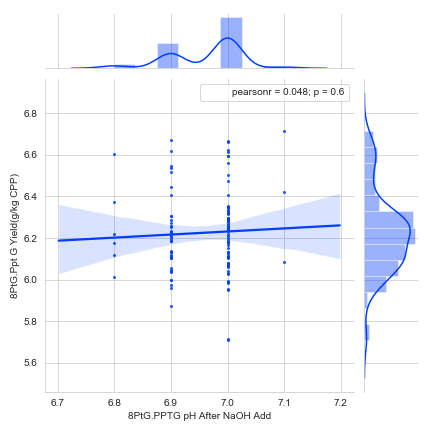 pearsonr = 0.048; p = 0.6
6.8
6.6
6.4
6.2
6.0
5.8
5.6
8PtG.Ppt G Yield(g/kg CPP)
6.7 6.8 6.9 7.0 7.1 7.2
8PtG.PPTG pH After NaOH Add